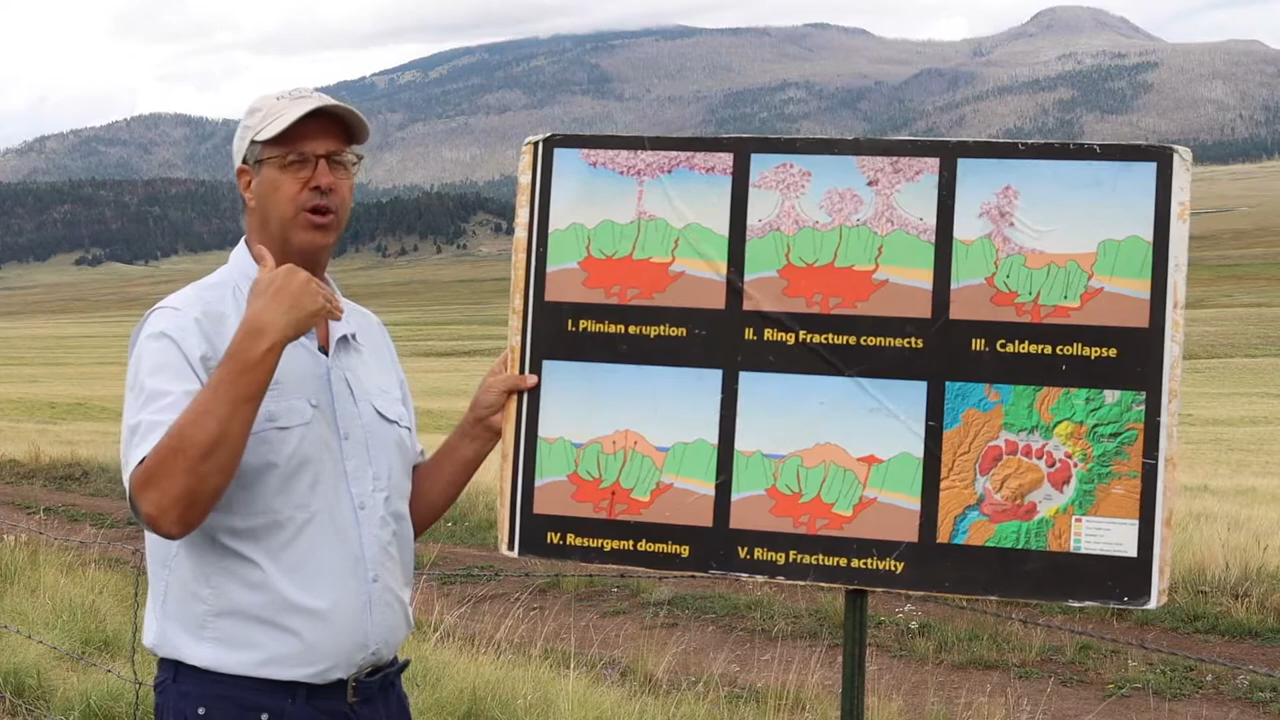 I. Plinian eruption
II. Ring Fracture connects
III. Caldera collapse
IV. Resurgent doming
V. Ring Fracture activity